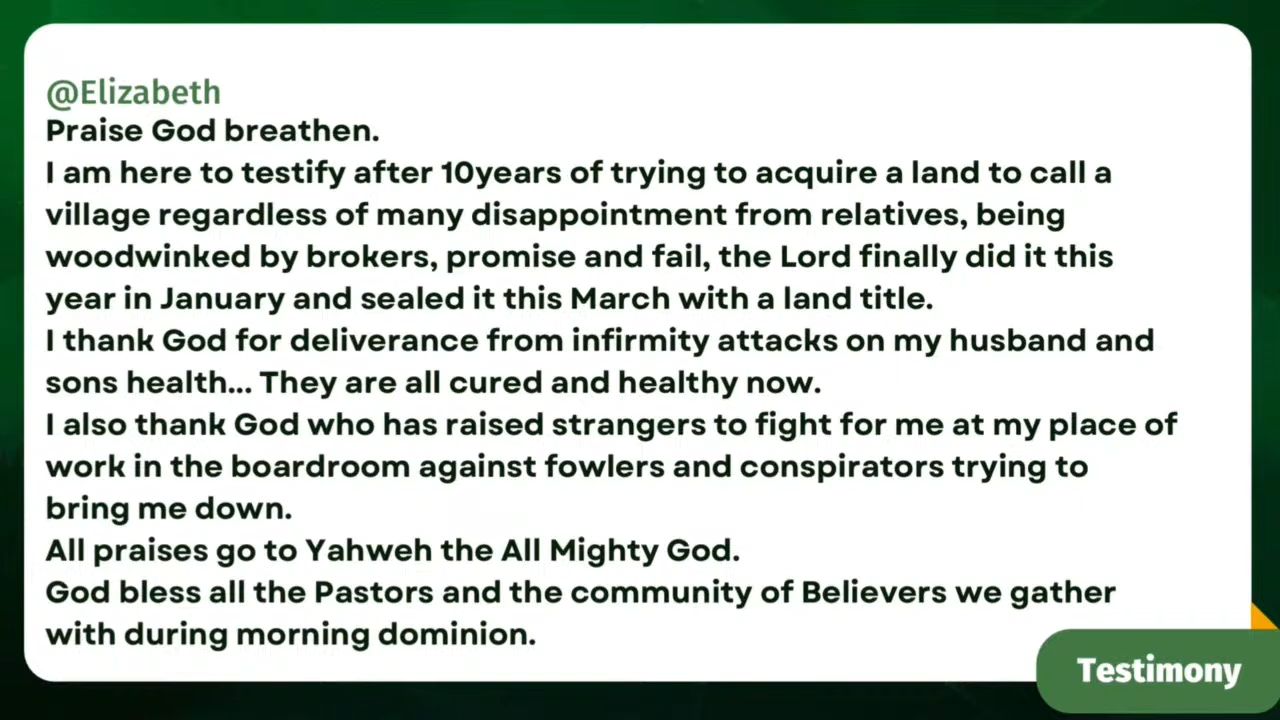 @Elizabeth
Praise God breathen.
I am here to testify after 10years of trying to acquire a land to call a
village regardless of many disappointment from relatives, being
woodwinked by brokers, promise and fail, the Lord finally did it this
year in January and sealed it this March with a land title.
I thank God for deliverance from infirmity attacks on my husband and
sons health... They are all cured and healthy now.
I also thank God who has raised strangers to fight for me at my place of
work in the boardroom against fowlers and conspirators trying to
bring me down.
All praises go to Yahweh the All Mighty God.
God bless all the Pastors and the community of Believers we gather
with during morning dominion.
Testimony